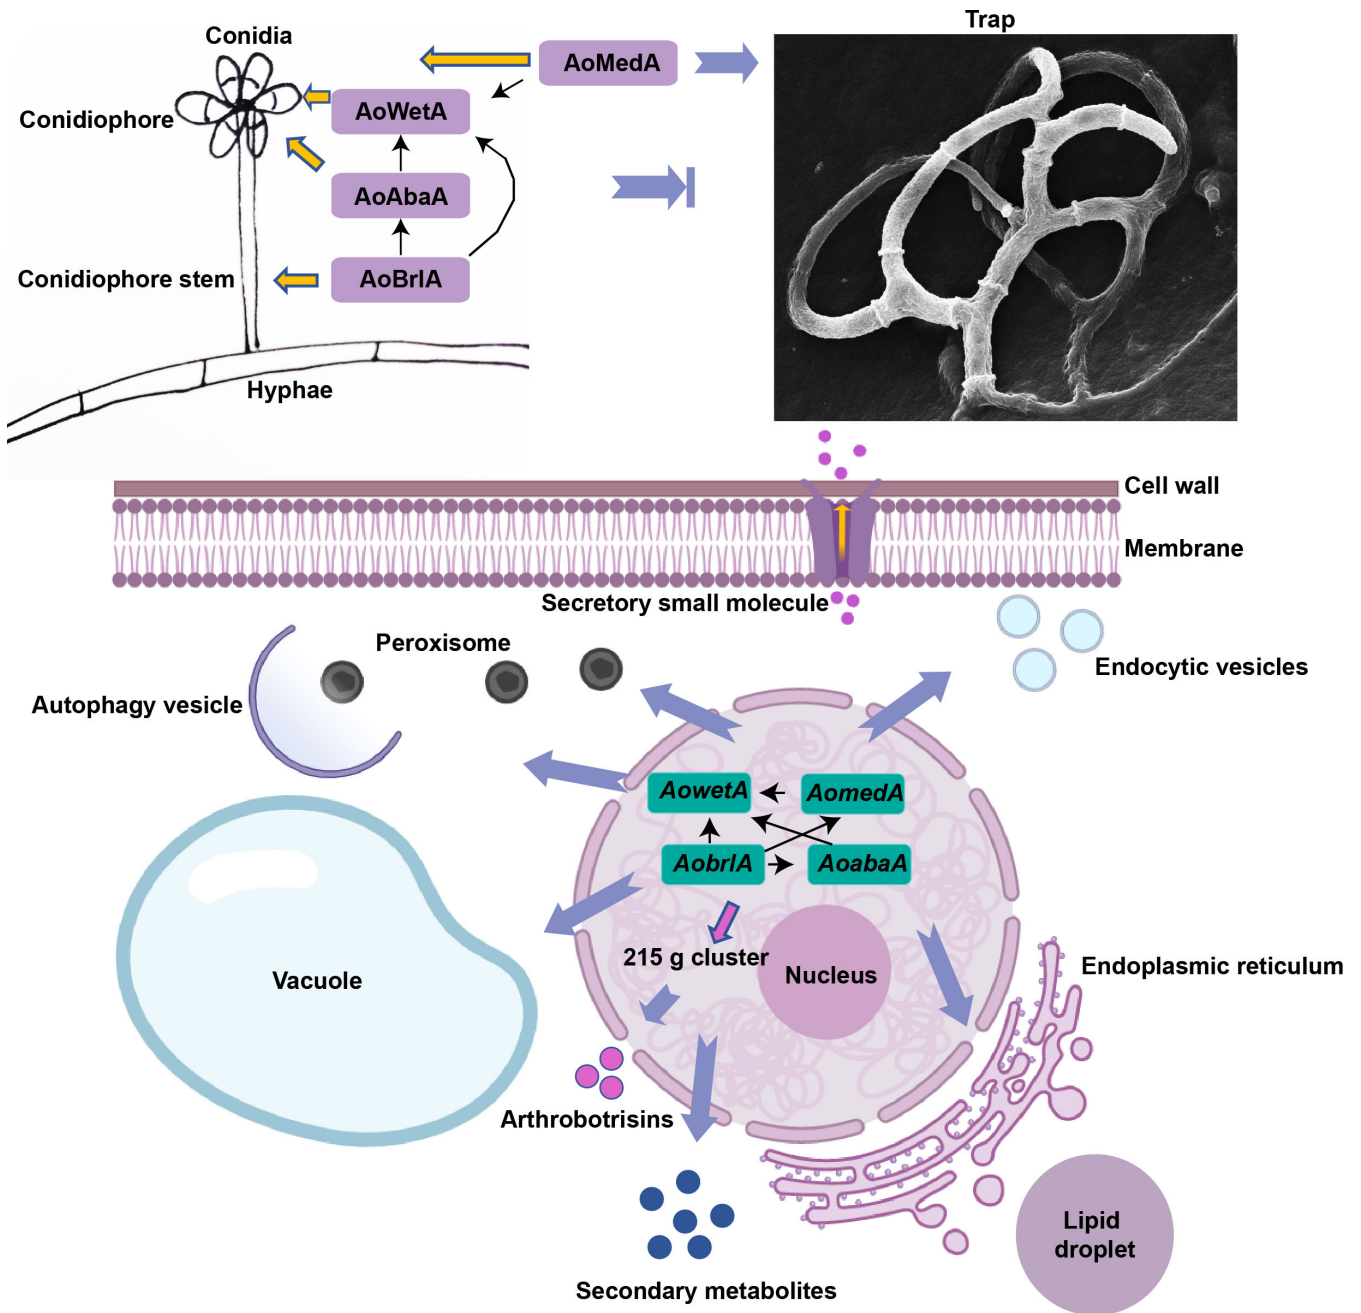 Trap
Conidia
AoMedA
Conidiophore
AoWetA
AoAbaA
Conidiophore stem
AoBrlA
Hyphae
Cell wall
Membrane
Secretory small molecule
Peroxisome
Endocytic vesicles
Autophagy vesicle
AowetA
AomedA
AobrlA
AoabaA
215 g cluster
Nucleus
Endoplasmic reticulum
Vacuole
Arthrobotrisins
Lipid
droplet
Secondary metabolites